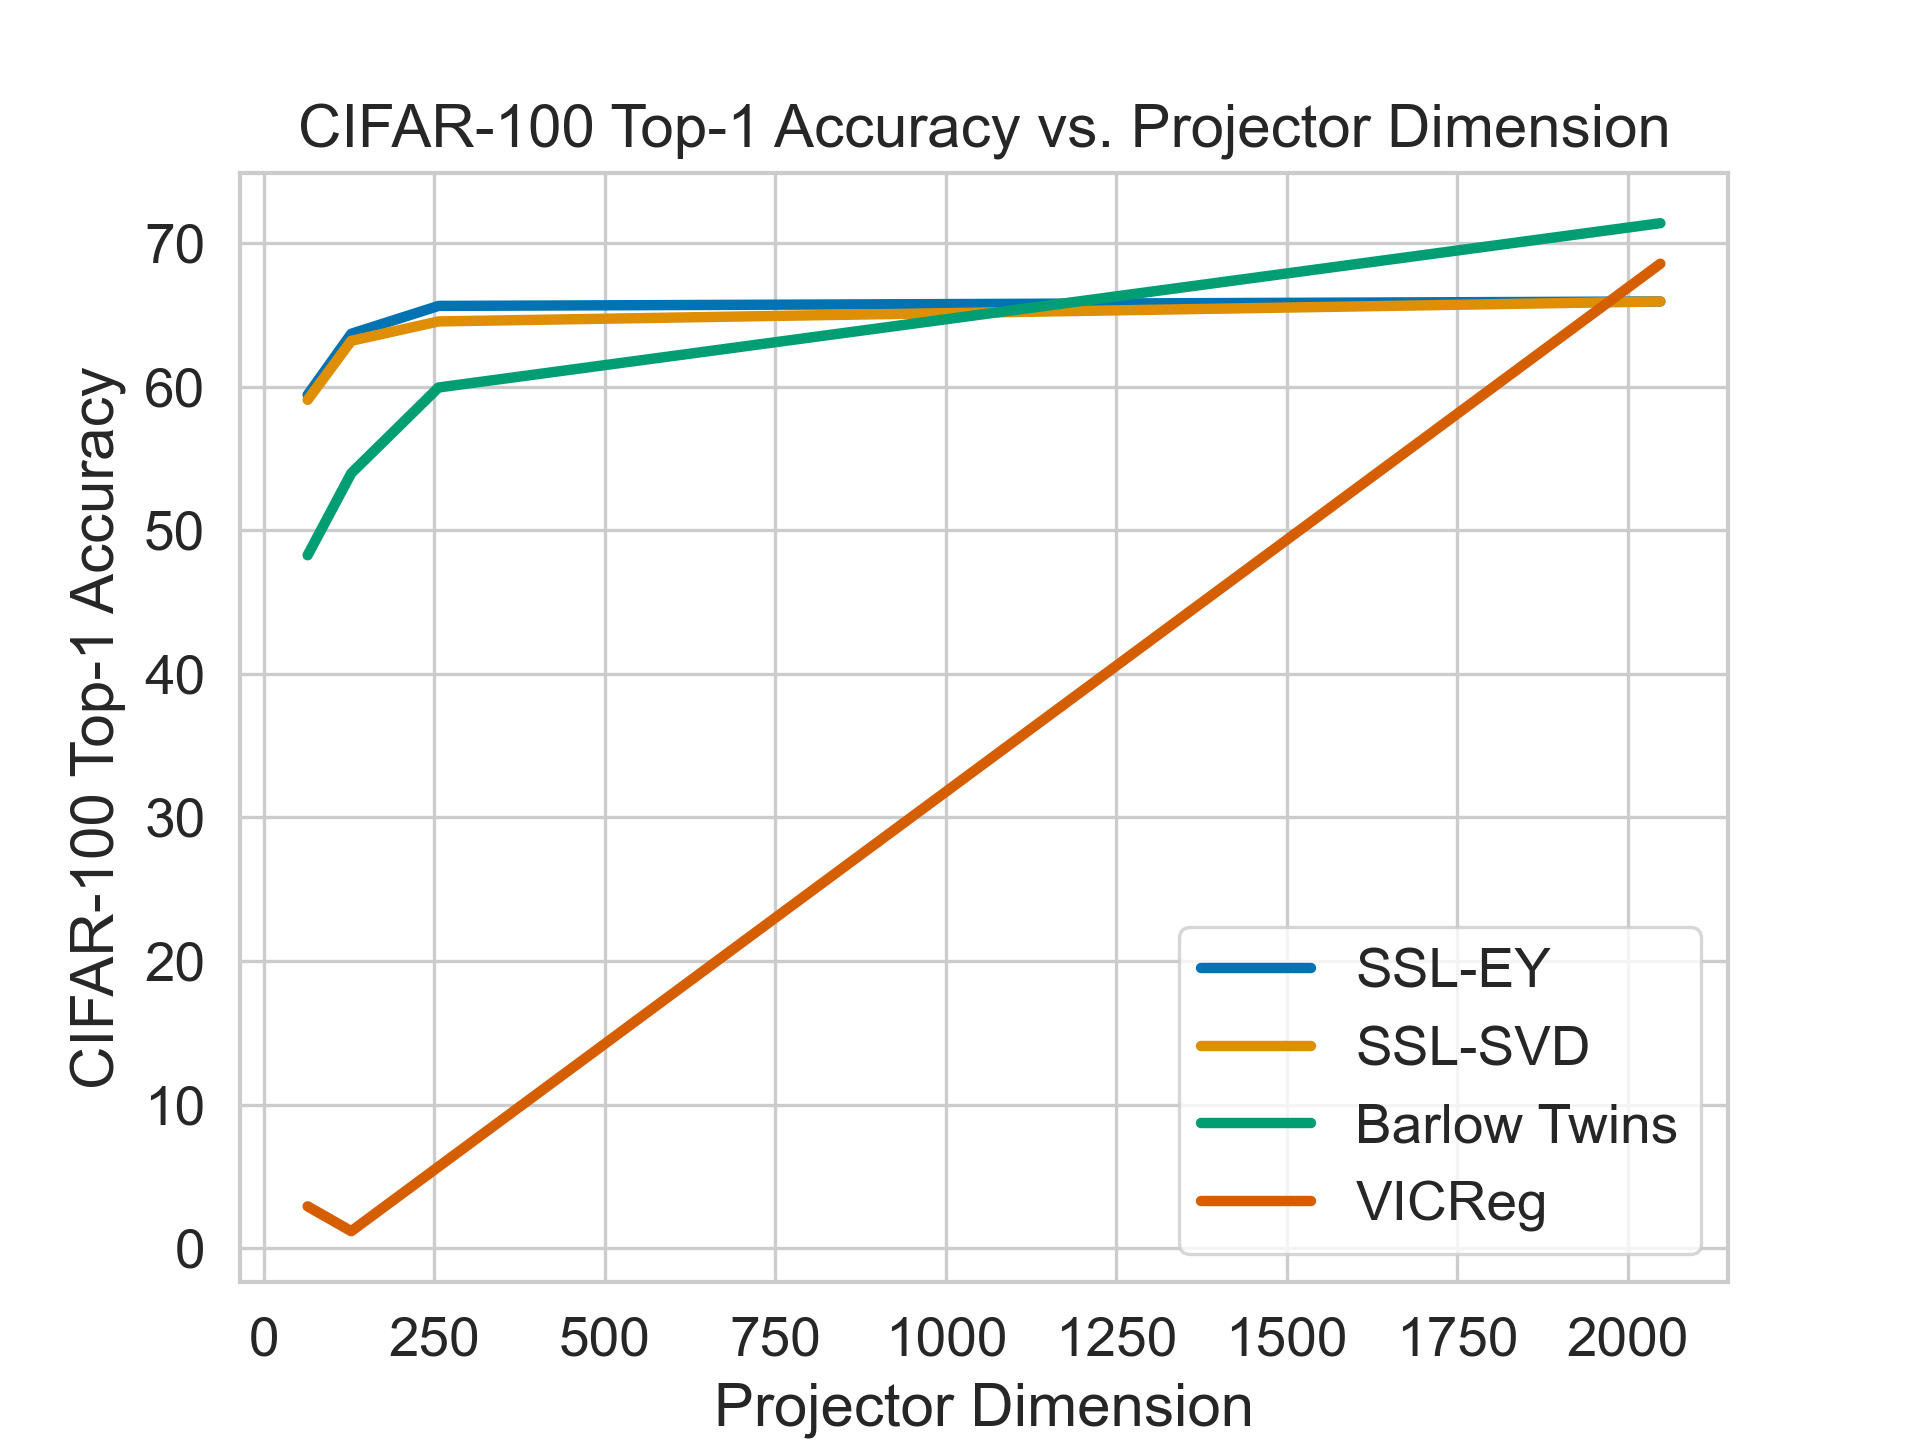 CIFAR-100 Top-1 Accuracy vs. Projector Dimension
CIFAR-100 Top-1 Accuracy
70
60
50
40
30
20
10
0
0 250 500 750 1000 1250 1500 1750 2000
Projector Dimension
SSL-EY
SSL-SVD
Barlow Twins
VICReg